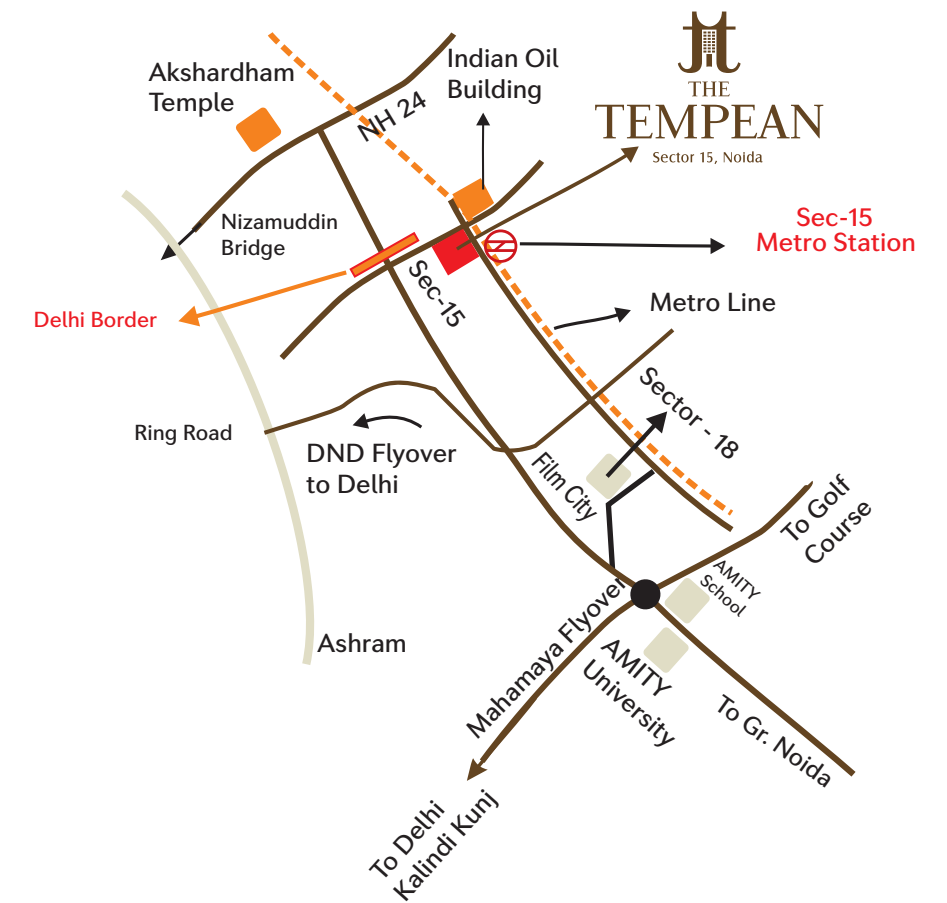 Akshardham
Temple
NH 24
Indian Oil
Building
THE
TEMPEAN
Sector 15, Noida
Nizamuddin
Bridge
Sec-15
Metro Station
Sec-15
Delhi Border
Metro Line
Sector - 18
Ring Road
DND Flyover
to Delhi
Film City
To Golf
Course
AMITY
School
Mahamaya Flyover
AMITY
University
Ashram
To Gr. Noida
To Delhi
Kalindi Kunj